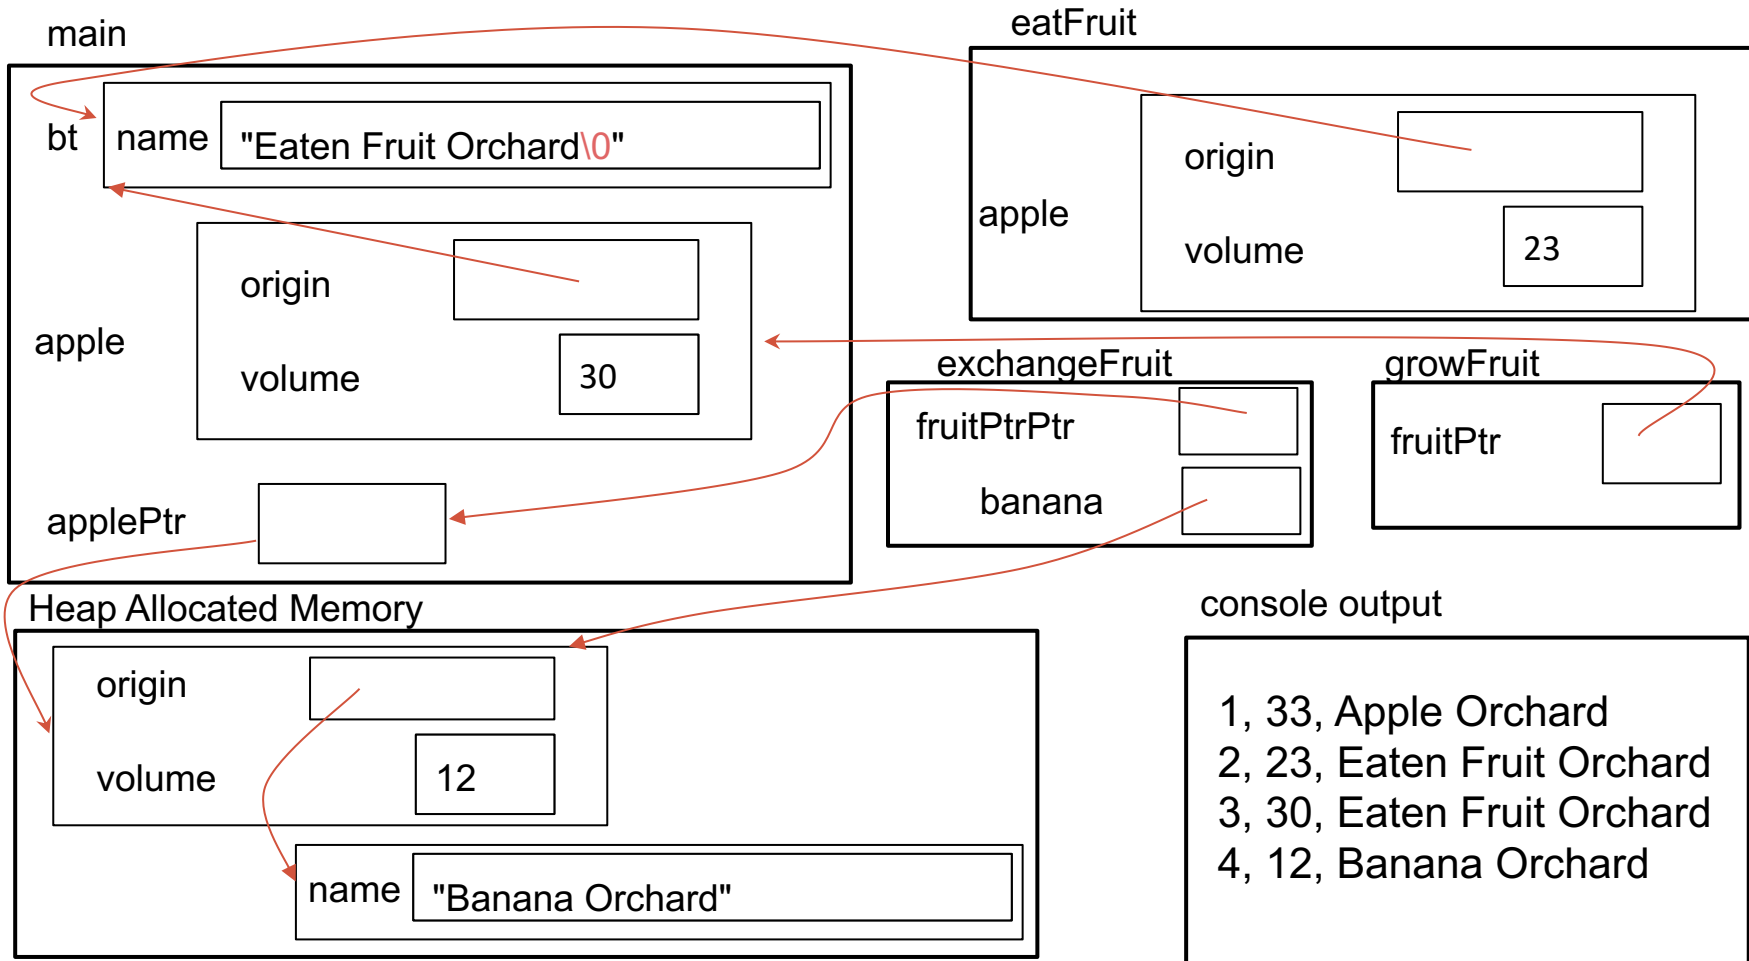 main
bt
name
"Eaten Fruit Orchard\0"
apple
origin
volume
30
applePtr
eatFruit
apple
origin
volume
23
exchangeFruit
fruitPtrPtr
banana
growFruit
fruitPtr
Heap Allocated Memory
origin
volume
12
name
"Banana Orchard"
console output
1, 33, Apple Orchard
2, 23, Eaten Fruit Orchard
3, 30, Eaten Fruit Orchard
4, 12, Banana Orchard